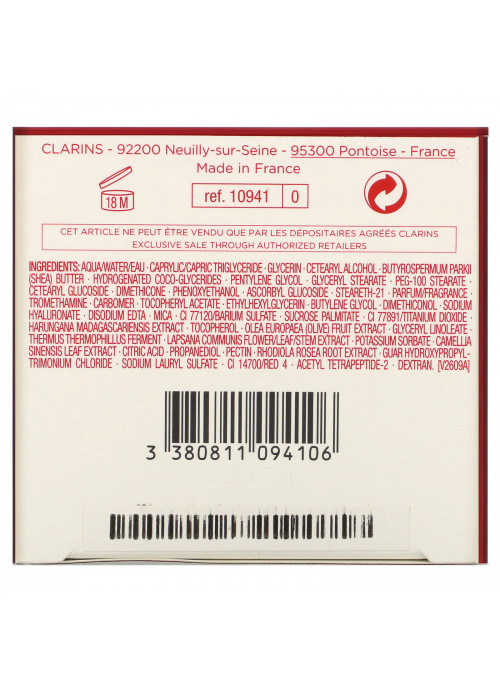 CLARINS - 92200 Neuilly-sur-Seine - 95300 Pontoise - France
Made in France
18 M
ref. 10941 0
CET ARTICLE NE PEUT ÊTRE VENDU QUE PAR LES DÉPOSITAIRES AGRÉÉS CLARINS
EXCLUSIVE SALE THROUGH AUTHORIZED RETAILERS
INGREDIENTS: AQUA/WATER/EAU · CAPRYLIC/CAPRIC TRIGLYCERIDE · GLYCERIN · CETEARYL ALCOHOL · BUTYROSPERMUM PARKII
(SHEA) BUTTER · HYDROGENATED COCO-GLYCERIDES · PENTYLENE GLYCOL · GLYCERYL STEARATE · PEG-100 STEARATE ·
CETEARYL GLUCOSIDE · DIMETHICONE · PHENOXYETHANOL · ASCORBYL GLUCOSIDE · STEARETH-21 · PARFUM/FRAGRANCE ·
TROMETHAMINE · CARBOMER · TOCOPHERYL ACETATE · ETHYLHEXYLGLYCERIN · BUTYLENE GLYCOL · DIMETHICONOL · SODIUM
HYALURONATE · DISODIUM EDTA · MICA · CI 77120/BARIUM SULFATE · SUCROSE PALMITATE · CI 77891/TITANIUM DIOXIDE ·
HARUNGANA MADAGASCARIENSIS EXTRACT · TOCOPHEROL · OLEA EUROPAEA (OLIVE) FRUIT EXTRACT · GLYCERYL LINOLEATE ·
THERMUS THERMOPHILLUS FERMENT · LAPSANA COMMUNIS FLOWER/LEAF/STEM EXTRACT · POTASSIUM SORBATE · CAMELLIA
SINENSIS LEAF EXTRACT · CITRIC ACID · PROPANEDIOL · PECTIN · RHODIOLA ROSEA ROOT EXTRACT · GUAR HYDROXYPROPYL-
TRIMONIUM CHLORIDE · SODIUM LAURYL SULFATE · CI 14700/RED 4 · ACETYL TETRAPEPTIDE-2 · DEXTRAN. [V2609A]
3 380811 094106